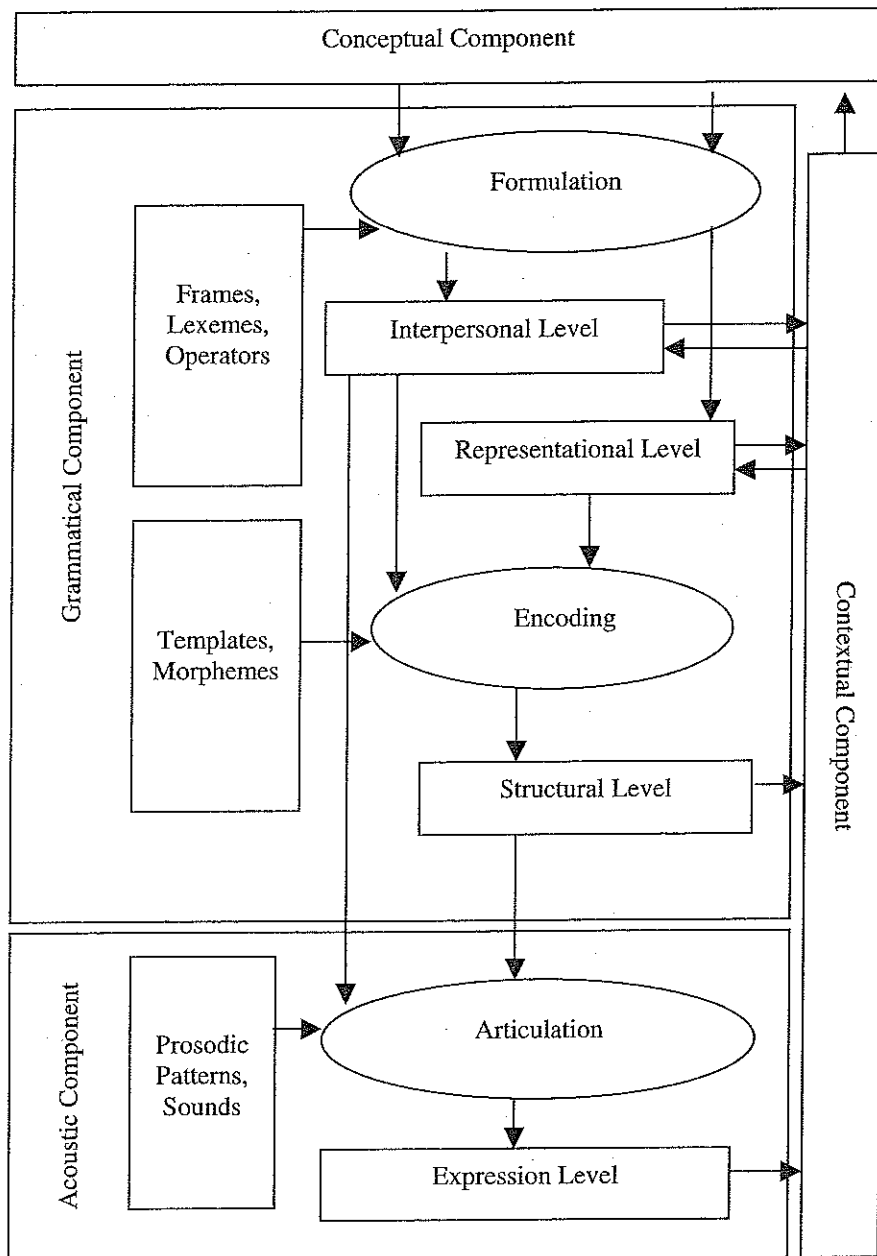 Conceptual Component
Formulation
Frames,
Lexemes,
Operators
Interpersonal Level
Representational Level
Grammatical Component
Encoding
Templates,
Morphemes
Structural Level
Contextual Component
Acoustic Component
Prosodic
Patterns,
Sounds
Articulation
Expression Level